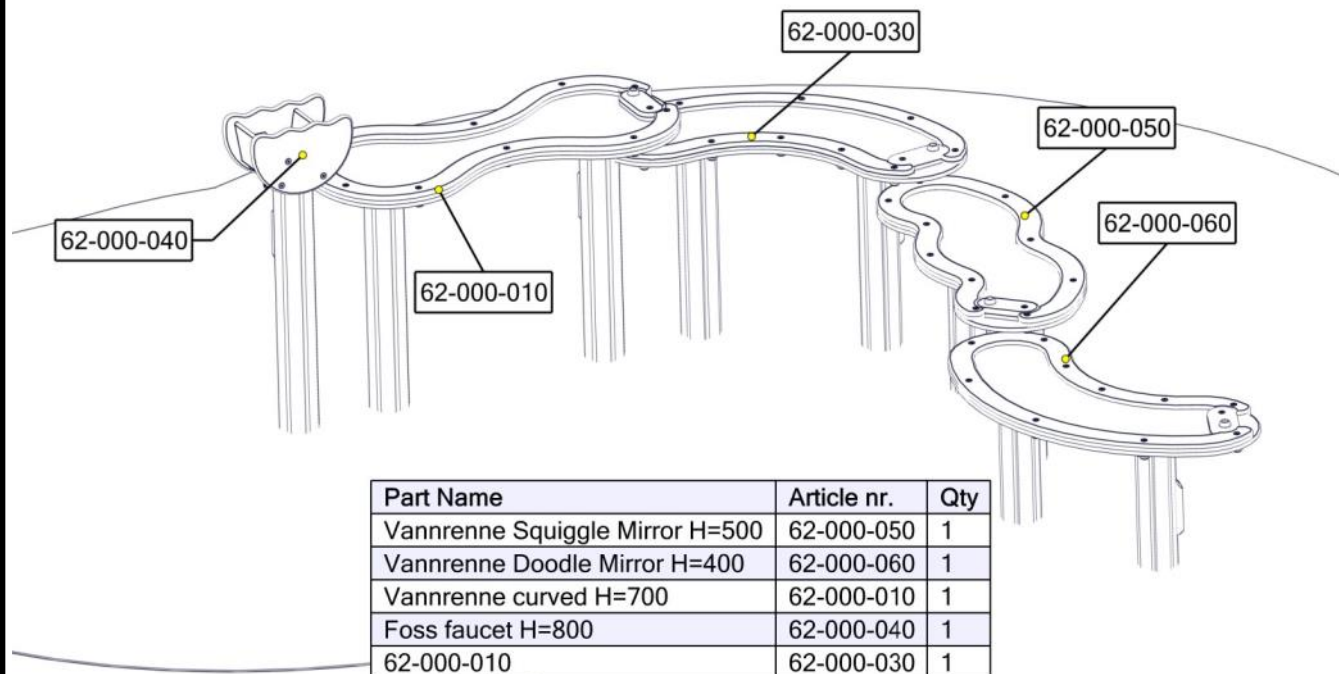 62-000-030
62-000-050
62-000-060
62-000-040
62-000-010
Part Name Article nr. Qty
Vannrenne Squiggle Mirror H=500 62-000-050 1
Vannrenne Doodle Mirror H=400 62-000-060 1
Vannrenne curved H=700 62-000-010 1
Foss faucet H=800 62-000-040 1
62-000-010 62-000-030 1